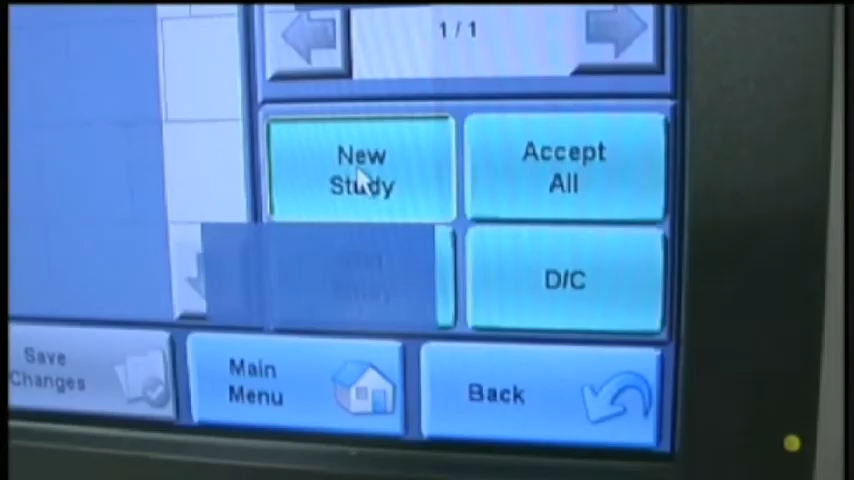 1 / 1
New
Study
Accept
All
D/C
Save
Changes
Main
Menu
Back